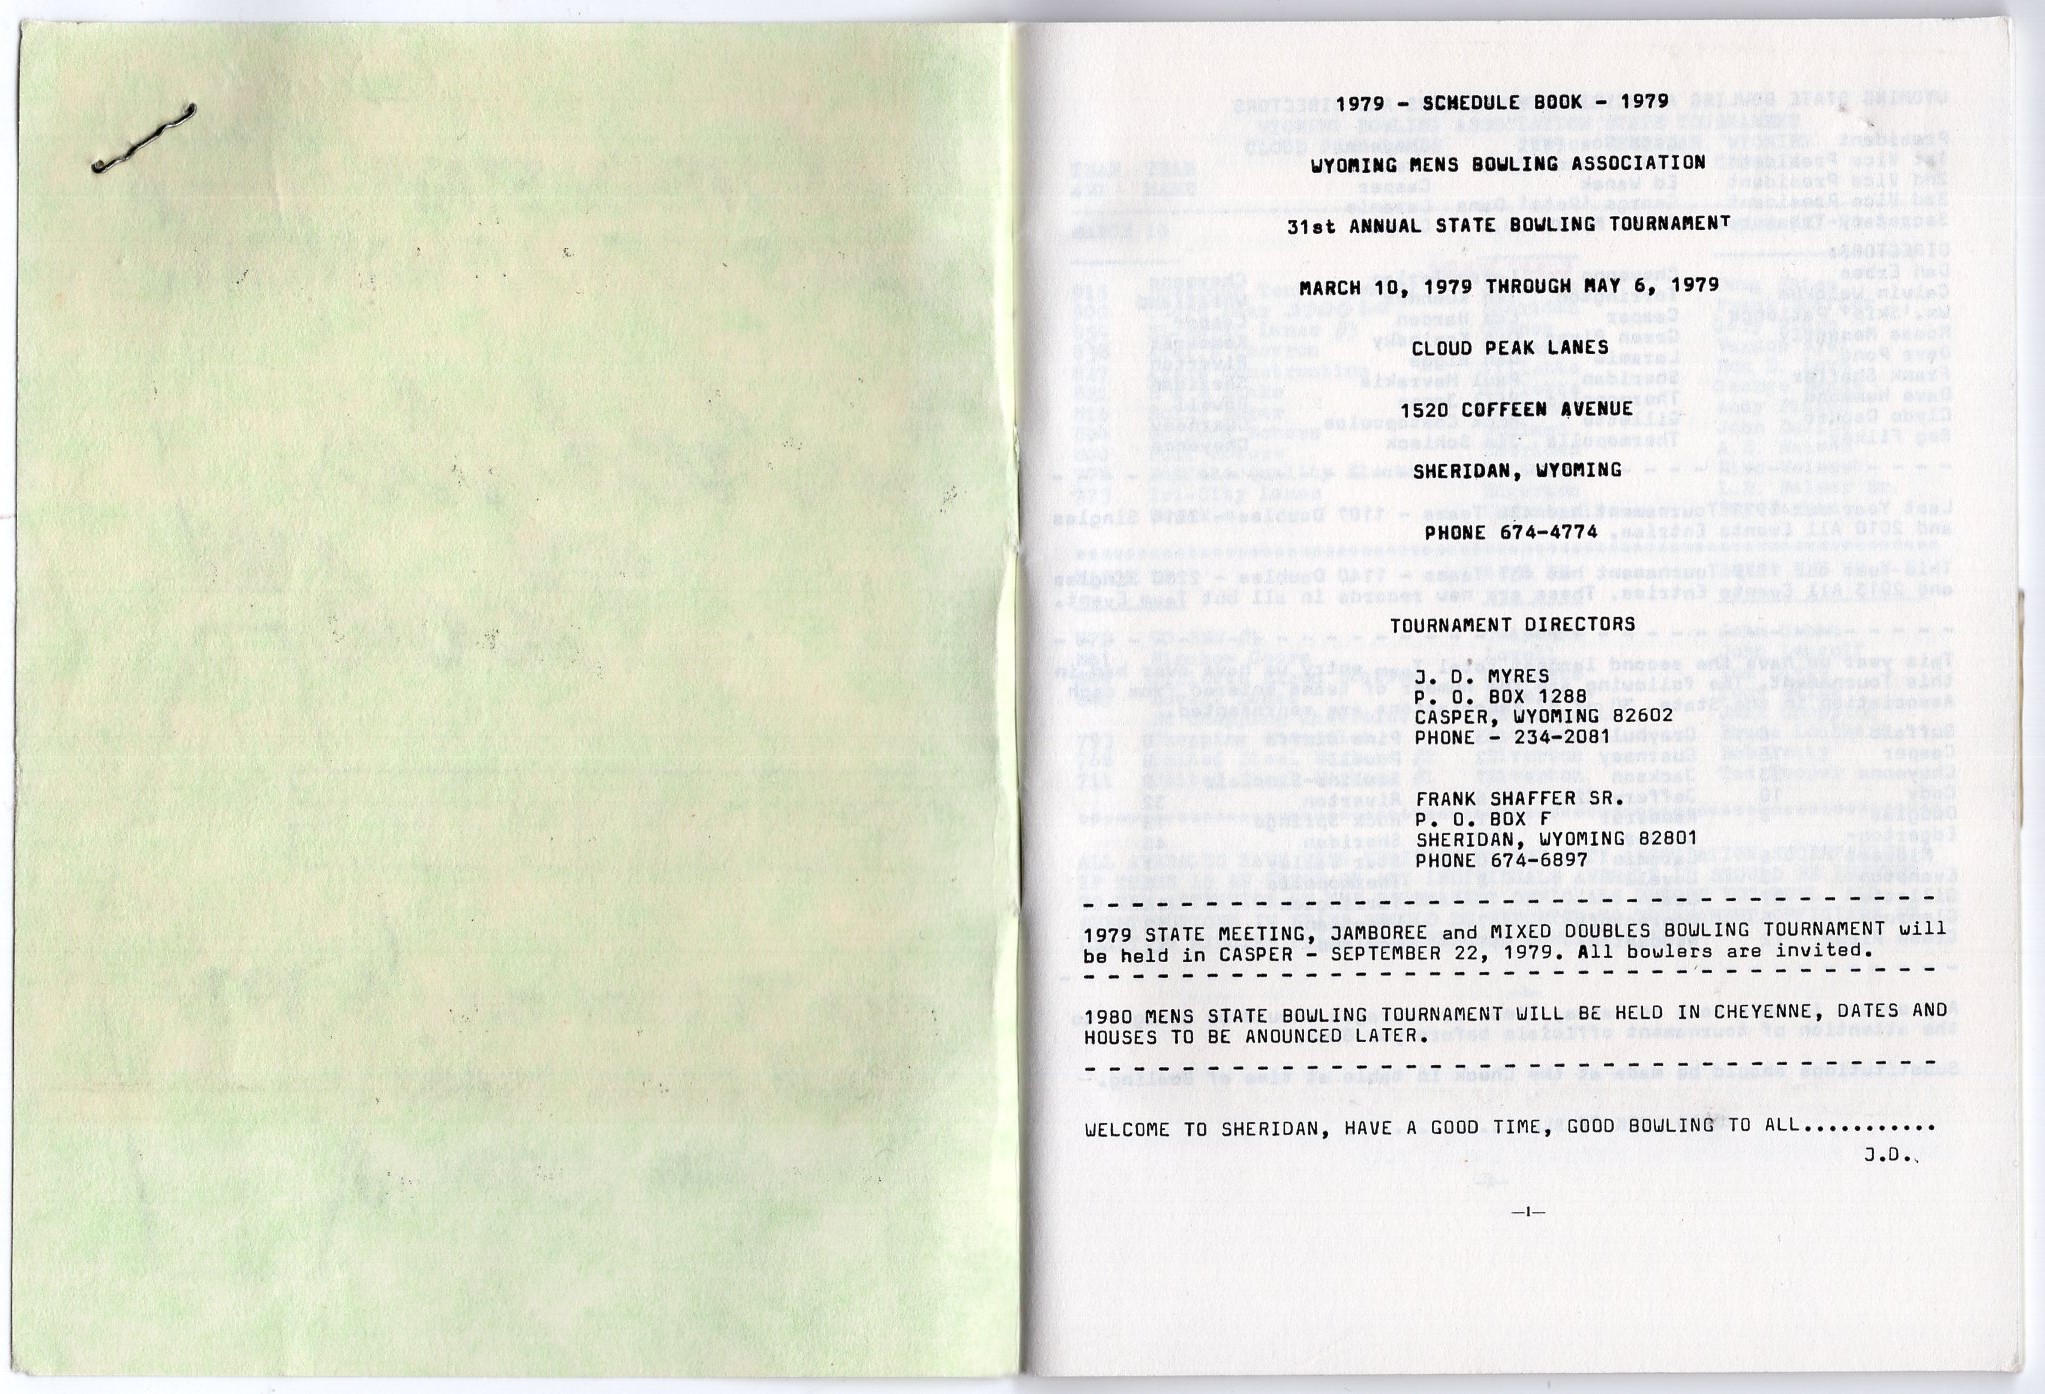 1979 - SCHEDULE BOOK - 1979
WYOMING MENS BOWLING ASSOCIATION
31st ANNUAL STATE BOWLING TOURNAMENT
MARCH 10, 1979 THROUGH MAY 6, 1979
CLOUD PEAK LANES
1520 COFFEEN AVENUE
SHERIDAN, WYOMING
PHONE 674-4774
TOURNAMENT DIRECTORS
J. D. MYRES
P. O. BOX 1288
CASPER, WYOMING 82602
PHONE - 234-2081
FRANK SHAFFER SR.
P. O. BOX F
SHERIDAN, WYOMING 82801
PHONE 674-6897
1979 STATE MEETING, JAMBOREE and MIXED DOUBLES BOWLING TOURNAMENT will
be held in CASPER - SEPTEMBER 22, 1979. All bowlers are invited.
1980 MENS STATE BOWLING TOURNAMENT WILL BE HELD IN CHEYENNE, DATES AND
HOUSES TO BE ANOUNCED LATER.
WELCOME TO SHERIDAN, HAVE A GOOD TIME, GOOD BOWLING TO ALL...........
J.D.
—1—